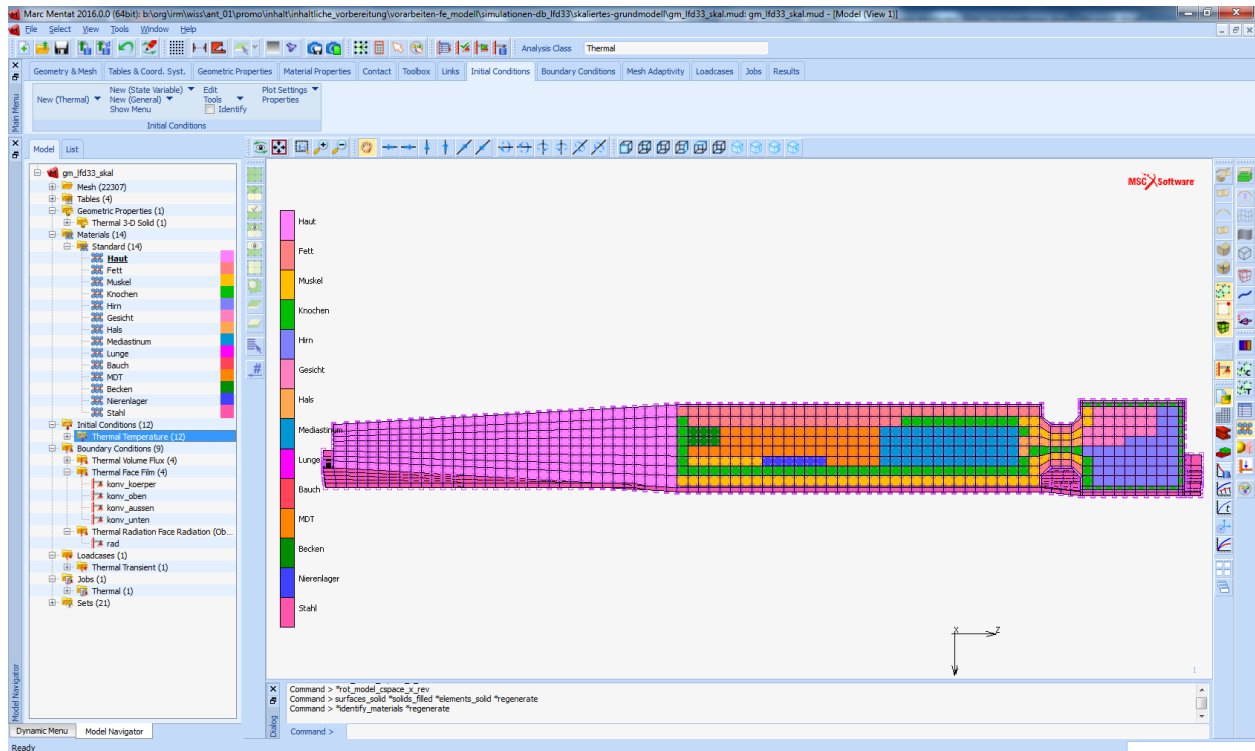 Marc Mentat 2016.0.0 (64bit): b:\org\irm\wiss\ant_01\promo\inhalt\inhaltliche_vorbereitung\vorarbeiten-fe_modell\simulationen-db_lfd33\skaliertes-grundmodell\gm_lfd33_skal.mud: gm_lfd33_skal.mud - [Model (View 1)]
File Select View Tools Window Help
Analysis Class Thermal
Geometry & Mesh Tables & Coord. Syst. Geometric Properties Material Properties Contact Toolbox Links Initial Conditions Boundary Conditions Mesh Adaptivity Loadcases Jobs Results
New (Thermal)
New (State Variable) Edit Plot Settings
New (General) Tools Properties
Show Menu Identify
Initial Conditions
Main Menu
Model List
gm_lfd33_skal
Mesh (22307)
Tables (4)
Geometric Properties (1)
Thermal 3-D Solid (1)
Materials (14)
Standard (14)
Haut
Fett
Muskel
Knochen
Hirn
Gesicht
Hals
Mediastinum
Lunge
Bauch
MDT
Becken
Nierenlager
Stahl
Initial Conditions (12)
Thermal Temperature (12)
Boundary Conditions (9)
Thermal Volume Flux (4)
Thermal Face Film (4)
konv_koerper
konv_oben
konv_aussen
konv_unten
Thermal Radiation Face Radiation (Ob...
rad
Loadcases (1)
Thermal Transient (1)
Jobs (1)
Thermal (1)
Sets (21)
Model Navigator
Dynamic Menu Model Navigator
Ready
MSC Software
Haut
Fett
Muskel
Knochen
Hirn
Gesicht
Hals
Mediastinum
Lunge
Bauch
MDT
Becken
Nierenlager
Stahl
X Z
Y
1
Dialog
Command > *rot_model_cspace_x_rev
Command > surfaces_solid *solids_filled *elements_solid *regenerate
Command > *identify_materials *regenerate
Command >